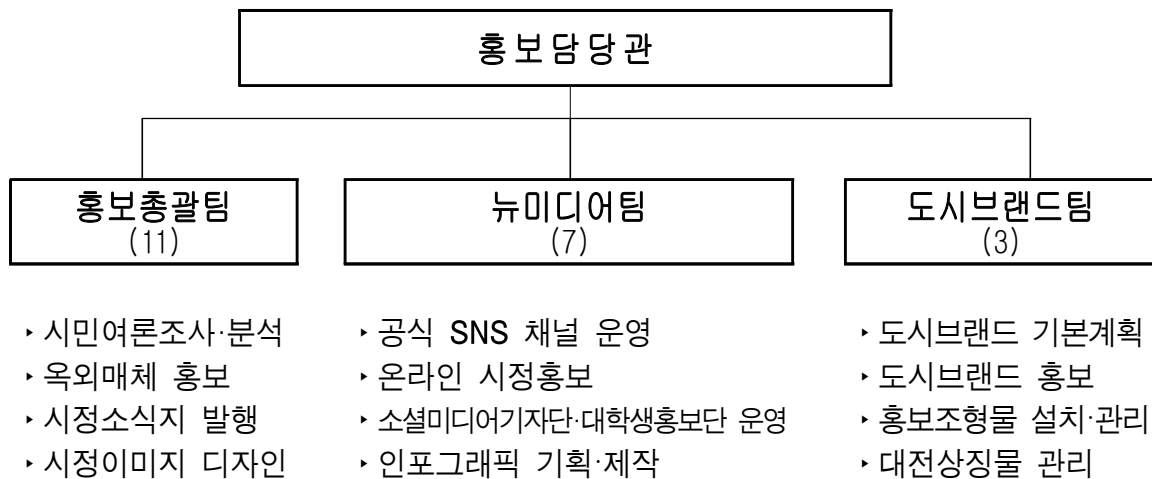 홍보담당관
홍보총괄팀
(11)
뉴미디어팀
(7)
도시브랜드팀
(3)
‣ 시민여론조사·분석
‣ 옥외매체 홍보
‣ 시정소식지 발행
‣ 시정이미지 디자인
‣ 공식 SNS 채널 운영
‣ 온라인 시정홍보
‣ 소셜미디어기자단·대학생홍보단 운영
‣ 인포그래픽 기획·제작
‣ 도시브랜드 기본계획
‣ 도시브랜드 홍보
‣ 홍보조형물 설치·관리
‣ 대전상징물 관리